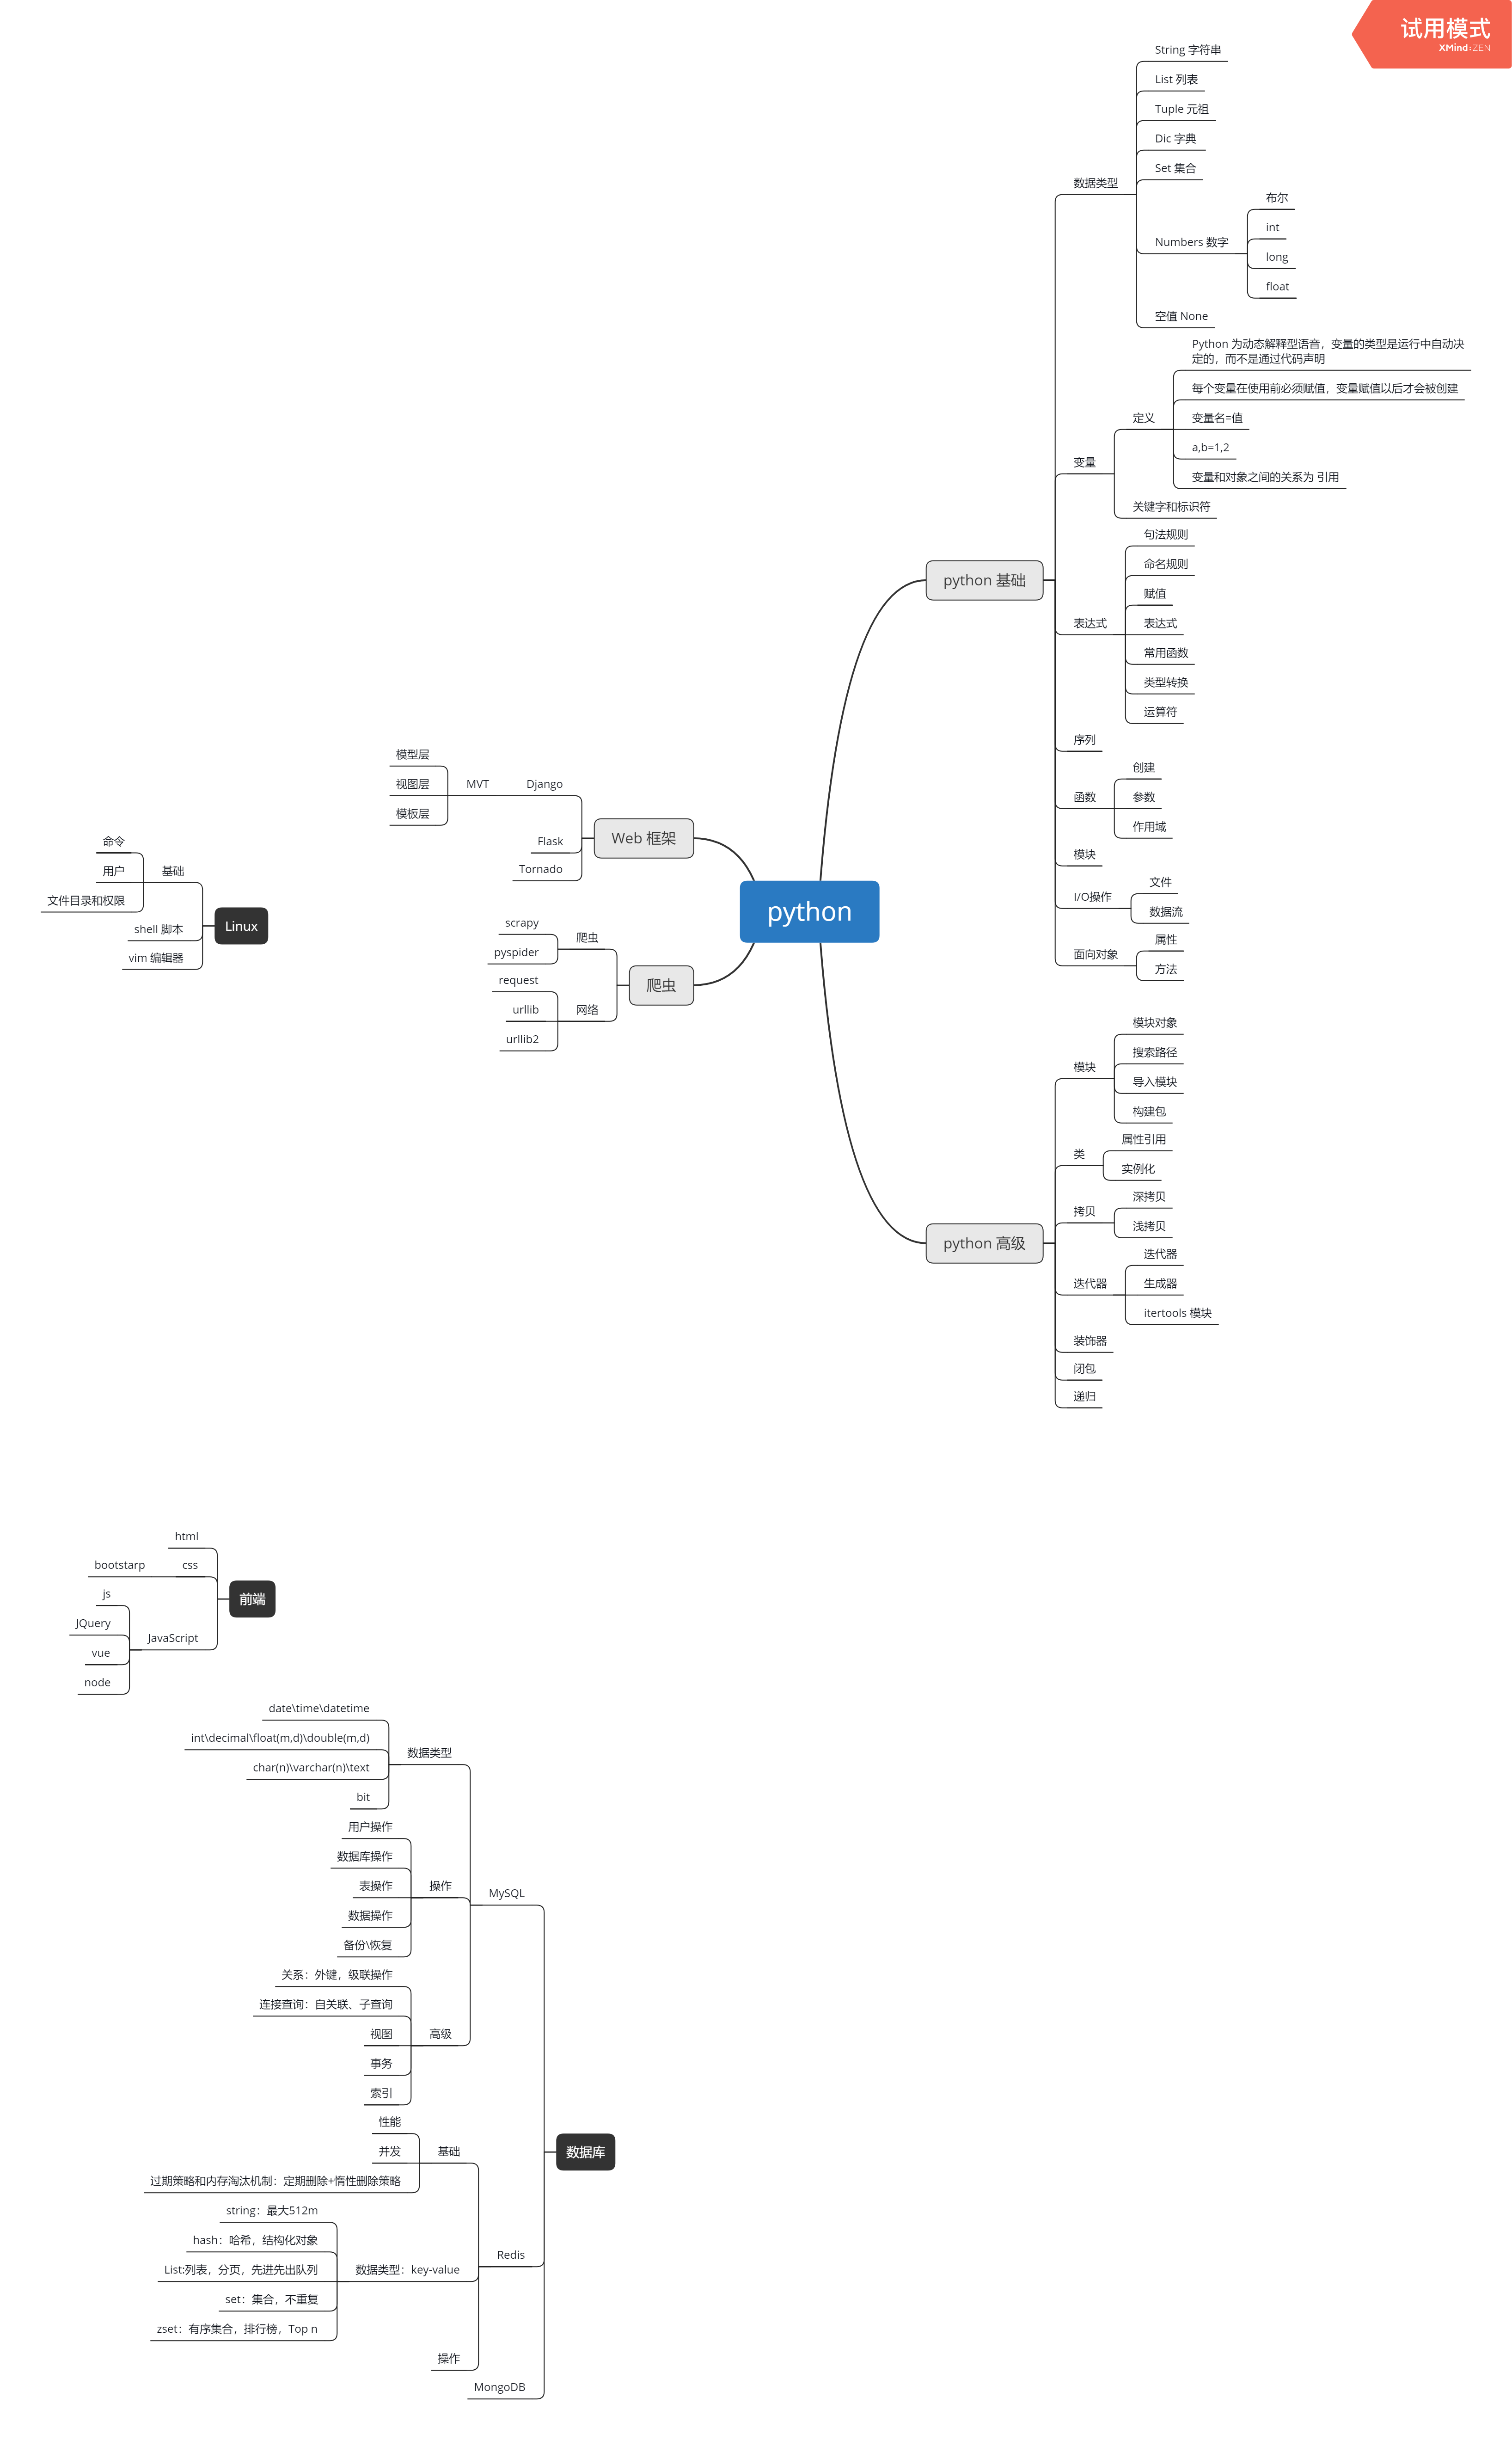 试用模式
XMind:ZEN
python
python 基础
数据类型
String 字符串
List 列表
Tuple 元祖
Dic 字典
Set 集合
Numbers 数字
布尔
int
long
float
空值 None
变量
定义
Python 为动态解释型语音，变量的类型是运行中自动决
定的，而不是通过代码声明
每个变量在使用前必须赋值，变量赋值以后才会被创建
变量名=值
a,b=1,2
变量和对象之间的关系为 引用
关键字和标识符
表达式
句法规则
命名规则
赋值
表达式
常用函数
类型转换
运算符
序列
函数
创建
参数
作用域
模块
I/O操作
文件
数据流
面向对象
属性
方法
python 高级
模块
模块对象
搜索路径
导入模块
构建包
类
属性引用
实例化
拷贝
深拷贝
浅拷贝
迭代器
迭代器
生成器
itertools 模块
装饰器
闭包
递归
Web 框架
Django
MVT
模型层
视图层
模板层
Flask
Tornado
爬虫
爬虫
scrapy
pyspider
网络
request
urllib
urllib2
Linux
基础
命令
用户
文件目录和权限
shell 脚本
vim 编辑器
前端
html
css
bootstarp
JavaScript
js
JQuery
vue
node
数据库
MySQL
数据类型
date\time\datetime
int\decimal\float(m,d)\double(m,d)
char(n)\varchar(n)\text
bit
操作
用户操作
数据库操作
表操作
数据操作
备份\恢复
高级
关系：外键，级联操作
连接查询：自关联、子查询
视图
事务
索引
Redis
基础
性能
并发
过期策略和内存淘汰机制：定期删除+惰性删除策略
数据类型：key-value
string：最大512m
hash：哈希，结构化对象
List:列表，分页，先进先出队列
set：集合，不重复
zset：有序集合，排行榜，Top n
操作
MongoDB